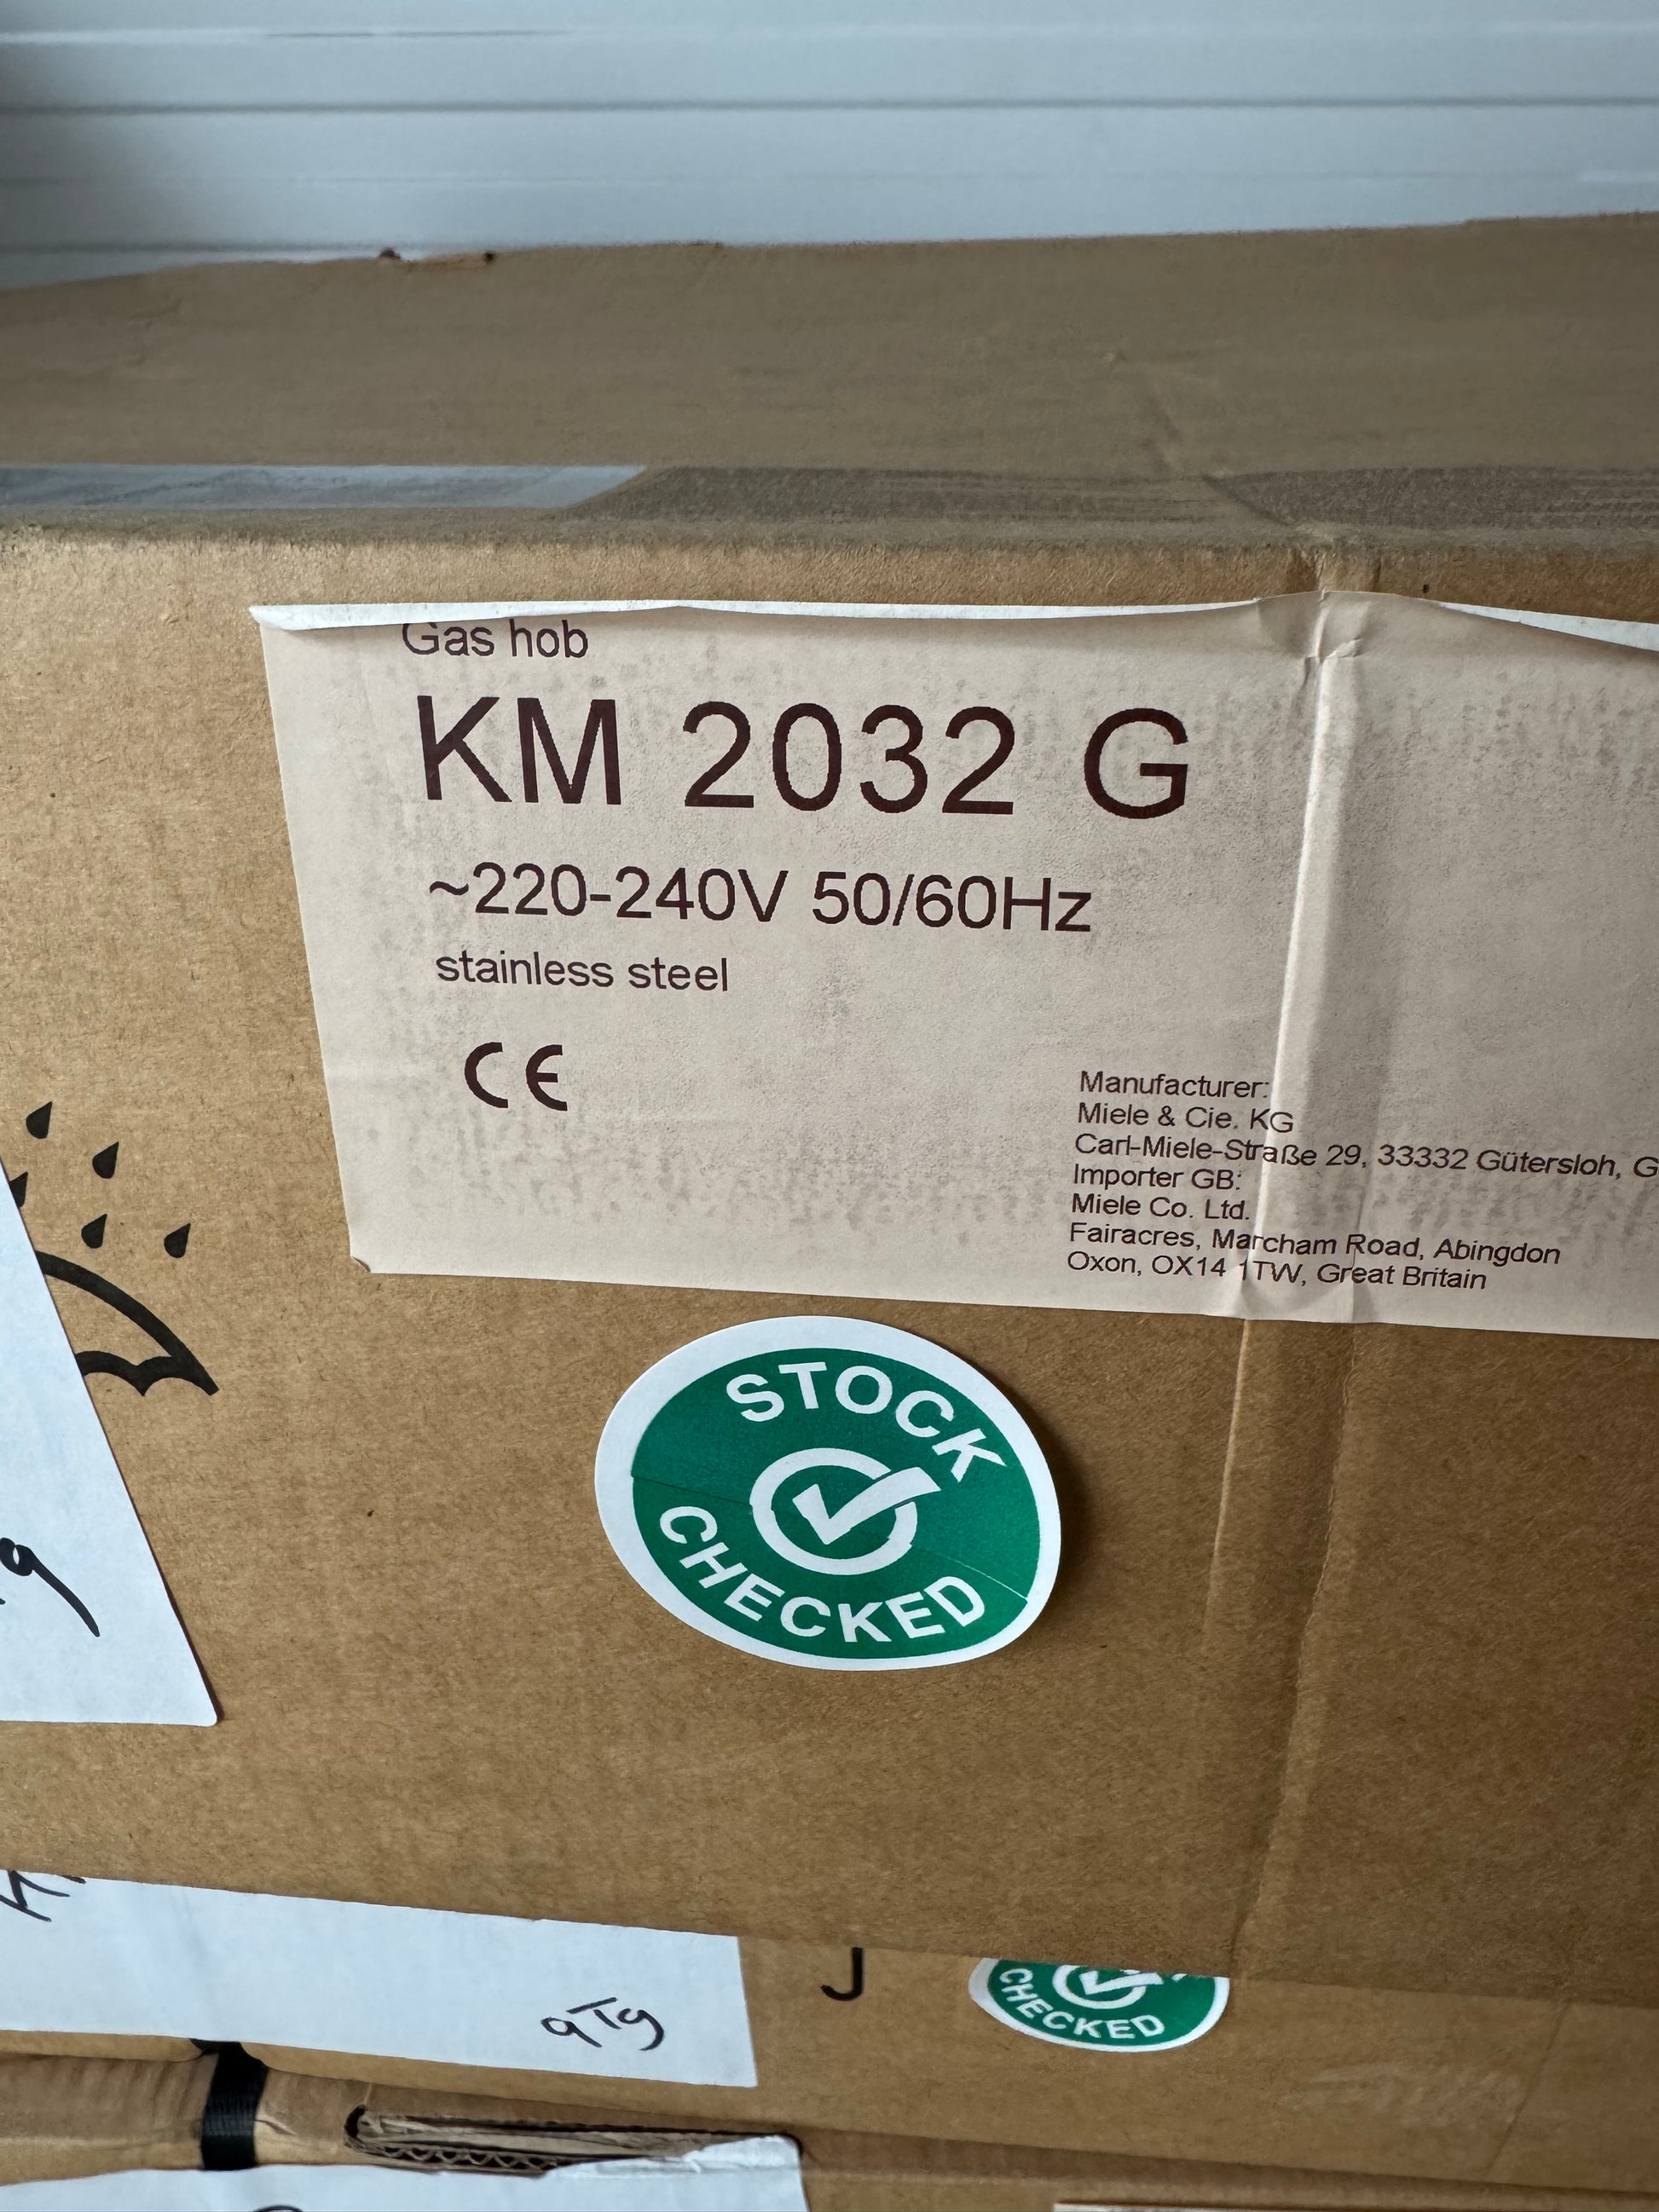 Gas hob
KM 2032 G
~220-240V 50/60Hz
stainless steel
CE
Manufacturer:
Miele & Cie. KG
Carl-Miele-Straße 29, 33332 Gütersloh, G
Importer GB:
Miele Co. Ltd.
Fairacres, Marcham Road, Abingdon
Oxon, OX14 1TW, Great Britain
STOCK
CHECKED
J
CHECKED